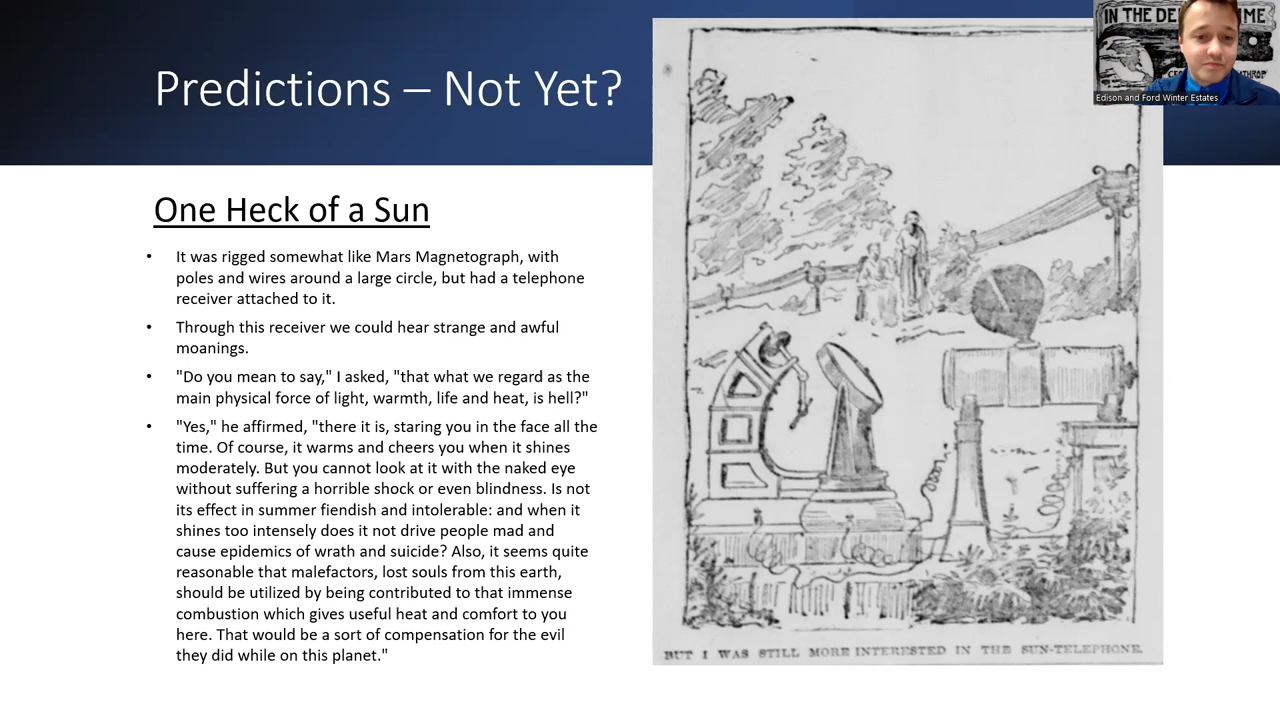 Predictions – Not Yet?
IN THE DE
IME
Edison and Ford Winter Estates
One Heck of a Sun
• It was rigged somewhat like Mars Magnetograph, with
poles and wires around a large circle, but had a telephone
receiver attached to it.
• Through this receiver we could hear strange and awful
moanings.
• "Do you mean to say," I asked, "that what we regard as the
main physical force of light, warmth, life and heat, is hell?"
• "Yes," he affirmed, "there it is, staring you in the face all the
time. Of course, it warms and cheers you when it shines
moderately. But you cannot look at it with the naked eye
without suffering a horrible shock or even blindness. Is not
its effect in summer fiendish and intolerable: and when it
shines too intensely does it not drive people mad and
cause epidemics of wrath and suicide? Also, it seems quite
reasonable that malefactors, lost souls from this earth,
should be utilized by being contributed to that immense
combustion which gives useful heat and comfort to you
here. That would be a sort of compensation for the evil
they did while on this planet."
BUT I WAS STILL MORE INTERESTED IN THE SUN-TELEPHONE.